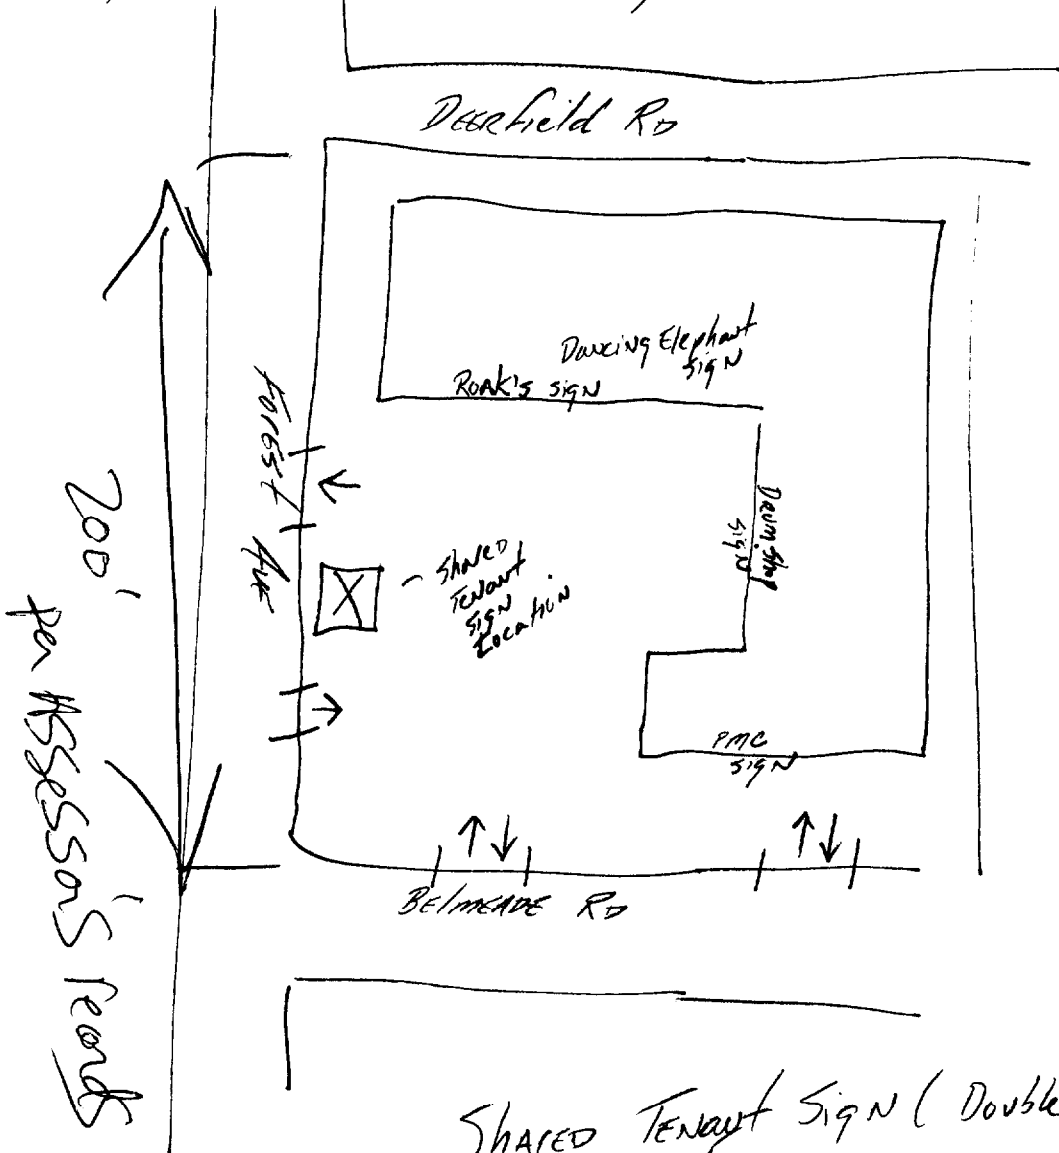 Deerfield Rd
Dancing Elephant
Sign
Roak's Sign
Forest Ave
Drum Shop
Sign
Shared
Tenant
Sign
Location
200'
per Assessor's records
PMC
Sign
Belmeade Rd
Shared Tenant Sign ( Double